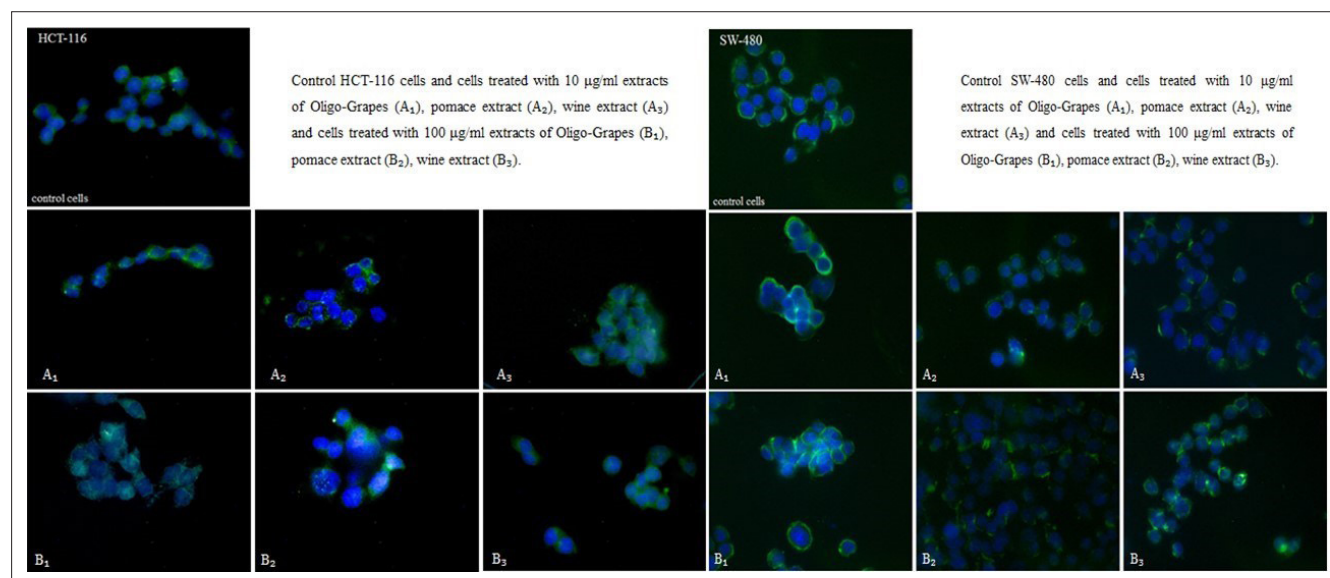 HCT-116
control cells
Control HCT-116 cells and cells treated with 10 µg/ml extracts
of Oligo-Grapes (A₁), pomace extract (A₂), wine extract (A₃)
and cells treated with 100 µg/ml extracts of Oligo-Grapes (B₁),
pomace extract (B₂), wine extract (B₃).
A₁
A₂
A₃
B₁
B₂
B₃
SW-480
control cells
Control SW-480 cells and cells treated with 10 µg/ml
extracts of Oligo-Grapes (A₁), pomace extract (A₂), wine
extract (A₃) and cells treated with 100 µg/ml extracts of
Oligo-Grapes (B₁), pomace extract (B₂), wine extract (B₃).
A₁
A₂
A₃
B₁
B₂
B₃